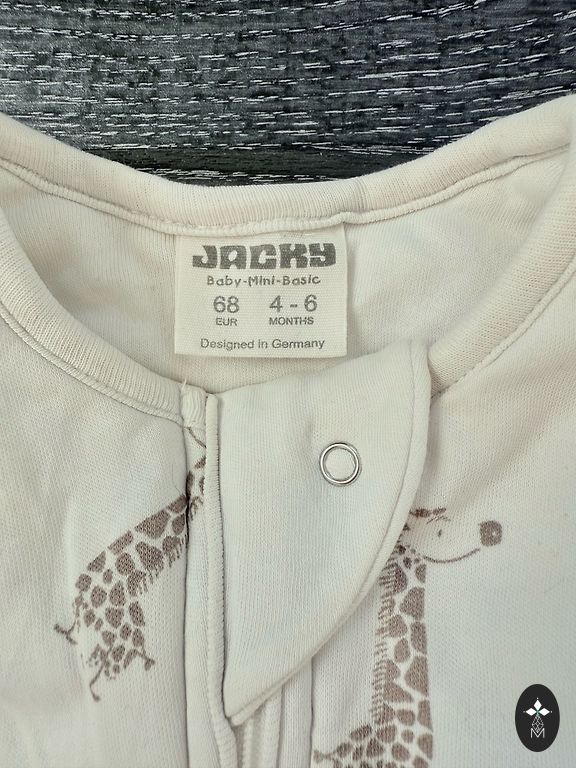 JACKY
Baby-Mini-Basic
68 4 - 6
EUR MONTHS
Designed in Germany
M